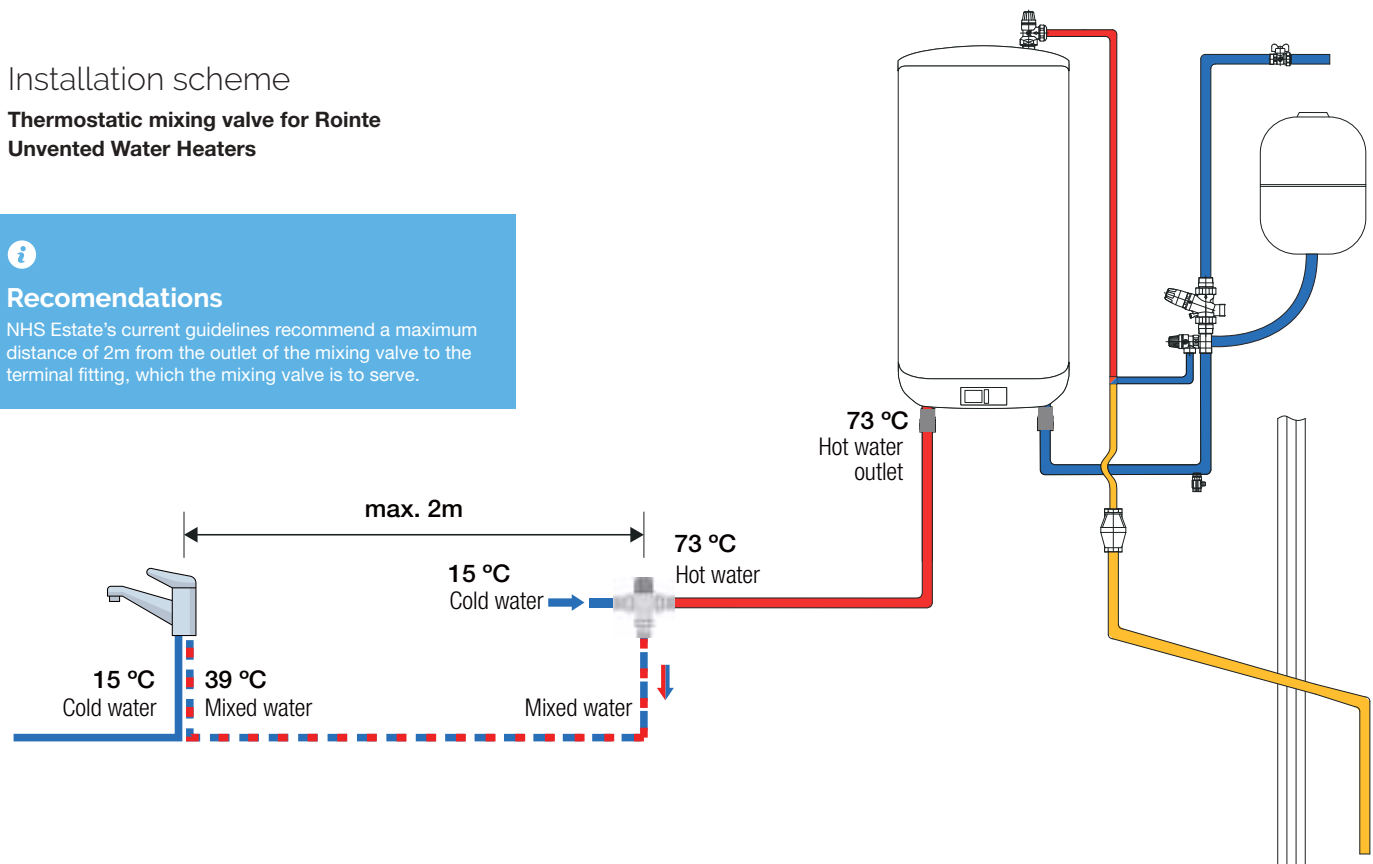 Installation scheme
Thermostatic mixing valve for Rointe
Unvented Water Heaters
i
Recomendations
NHS Estate's current guidelines recommend a maximum
distance of 2m from the outlet of the mixing valve to the
terminal fitting, which the mixing valve is to serve.
73 ºC
Hot water
outlet
max. 2m
73 ºC
Hot water
15 ºC
Cold water
15 ºC
Cold water
39 ºC
Mixed water
Mixed water